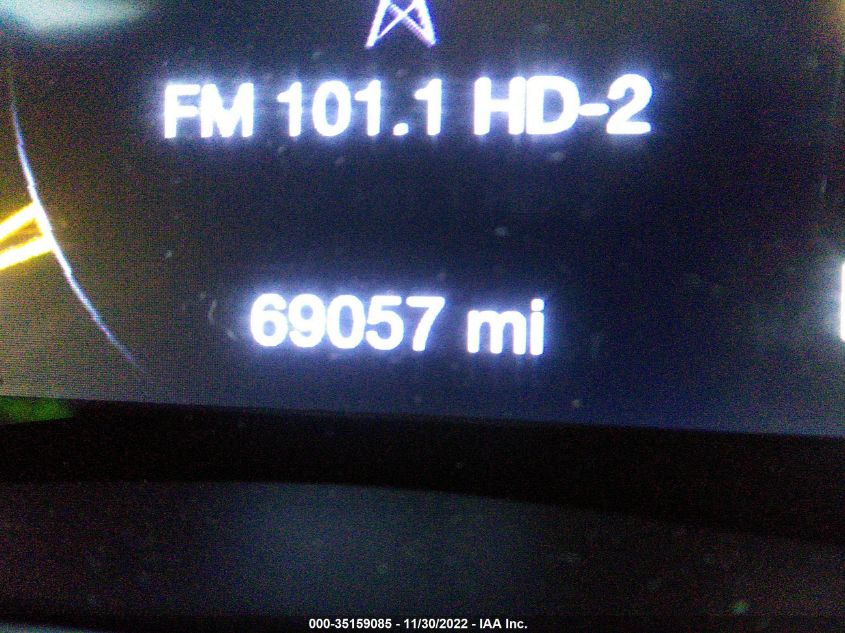 FM 101.1 HD-2
69057 mi
000-35159085 - 11/30/2022 - IAA Inc.